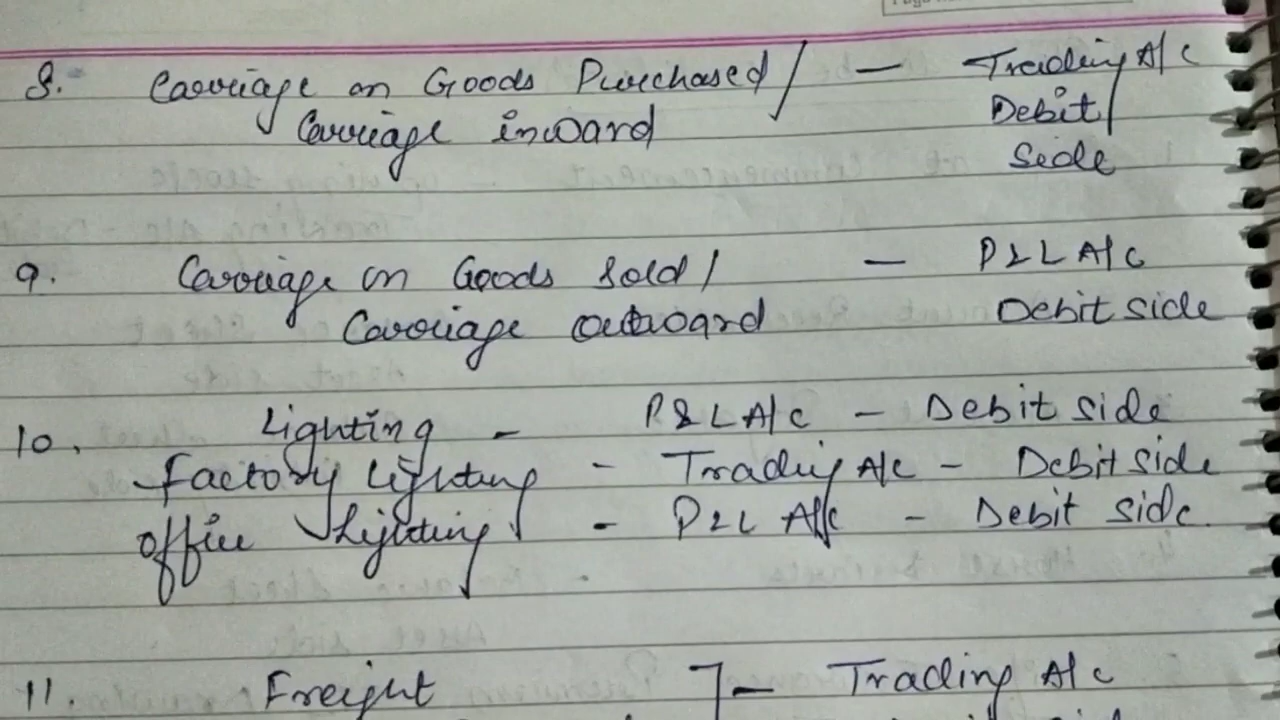 8. Carriage on Goods Purchased / — Trading A/c
Carriage inward Debit
Side
9. Carriage on Goods Sold / — P&L A/c
Carriage outward Debit side
10. Lighting - P&L A/c - Debit side
Factory Lighting - Trading A/c - Debit side
Office Lighting - P&L A/c - Debit side.
11. Freight ] — Trading A/c